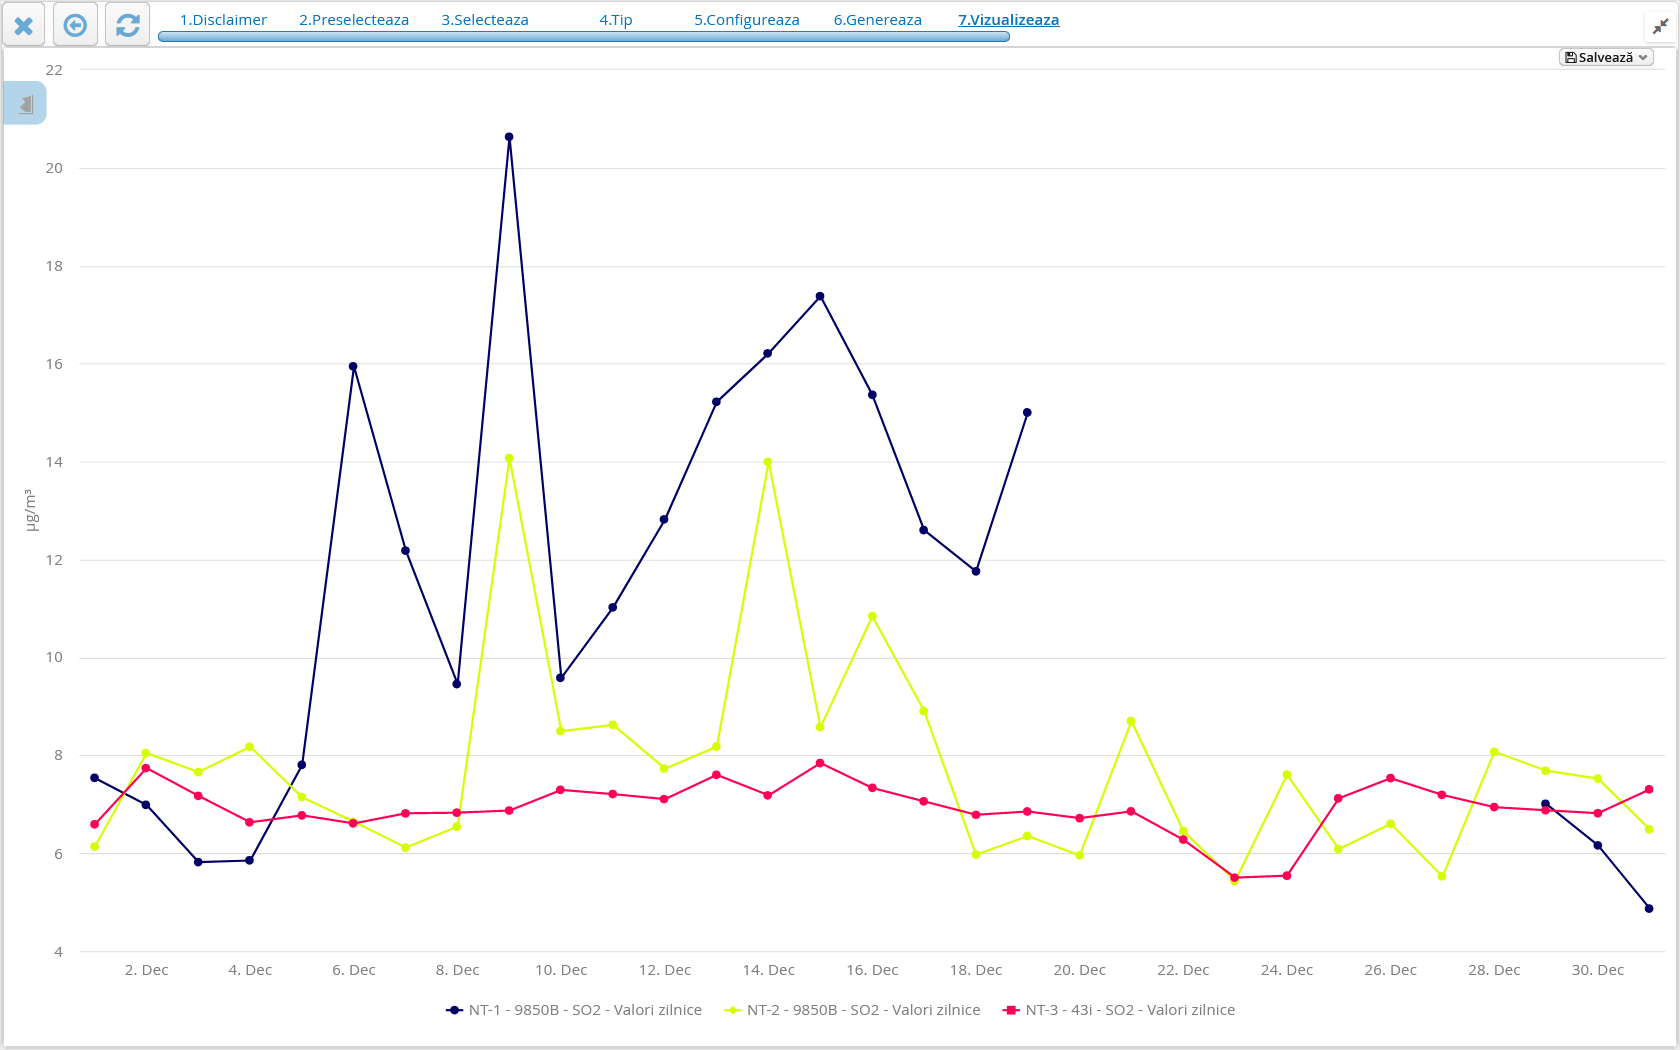 1.Disclaimer 2.Preselecteaza 3.Selecteaza 4.Tip 5.Configureaza 6.Genereaza 7.Vizualizeaza
Salvează
22
20
18
16
14
12
10
8
6
4
µg/m³
2. Dec 4. Dec 6. Dec 8. Dec 10. Dec 12. Dec 14. Dec 16. Dec 18. Dec 20. Dec 22. Dec 24. Dec 26. Dec 28. Dec 30. Dec
NT-1 - 9850B - SO2 - Valori zilnice NT-2 - 9850B - SO2 - Valori zilnice NT-3 - 43i - SO2 - Valori zilnice